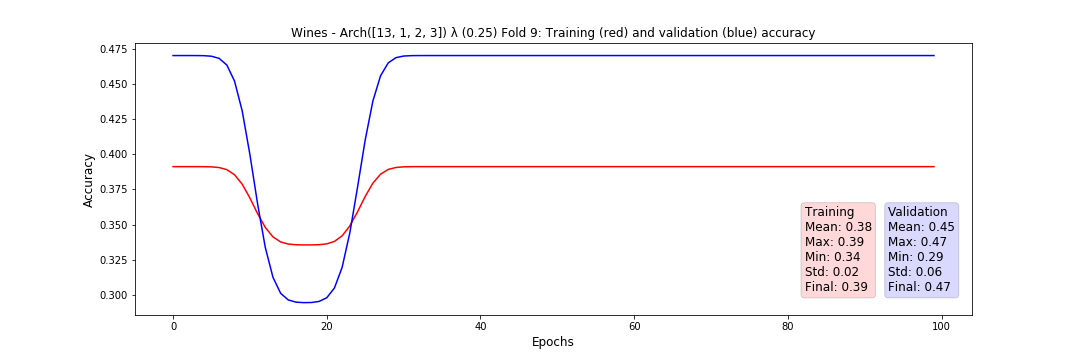 Wines - Arch([13, 1, 2, 3]) λ (0.25) Fold 9: Training (red) and validation (blue) accuracy
Accuracy
0.475
0.450
0.425
0.400
0.375
0.350
0.325
0.300
Training
Mean: 0.38
Max: 0.39
Min: 0.34
Std: 0.02
Final: 0.39
Validation
Mean: 0.45
Max: 0.47
Min: 0.29
Std: 0.06
Final: 0.47
0 20 40 60 80 100
Epochs